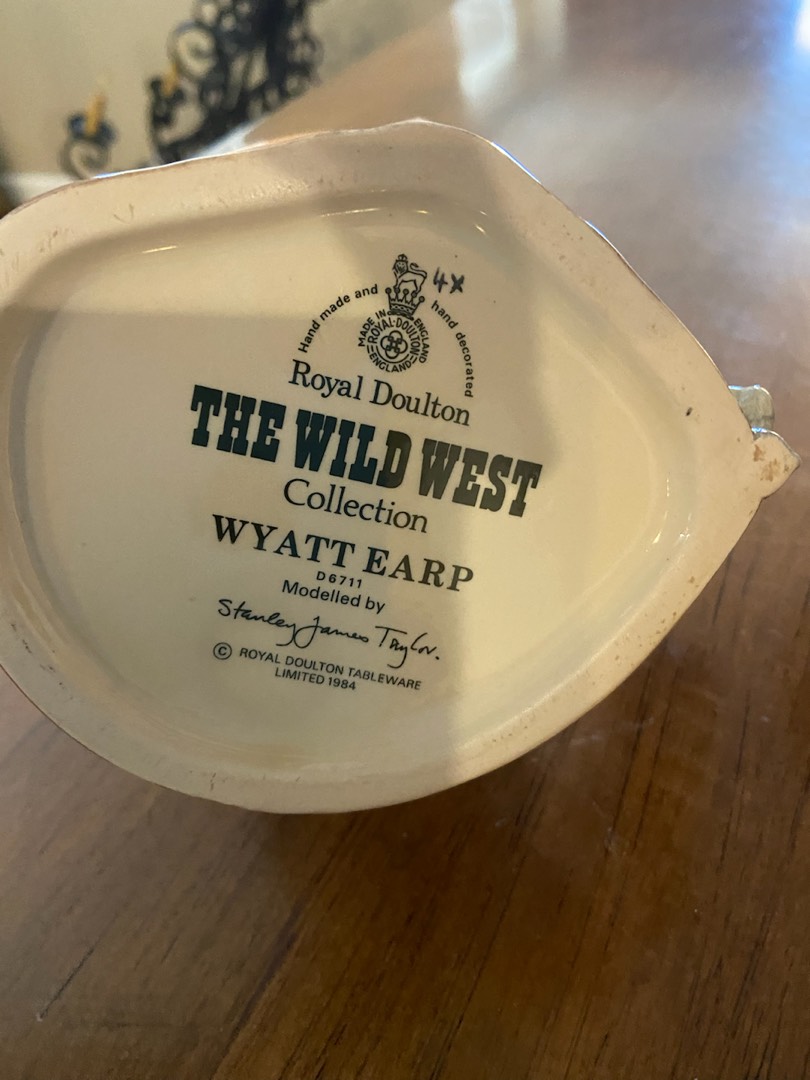 4X
Hand made and hand decorated
MADE IN ENGLAND
ROYAL-DOULTON
ENGLAND
Royal Doulton
THE WILD WEST
Collection
WYATT EARP
D6711
Modelled by
Stanley James Taylor.
© ROYAL DOULTON TABLEWARE
LIMITED 1984